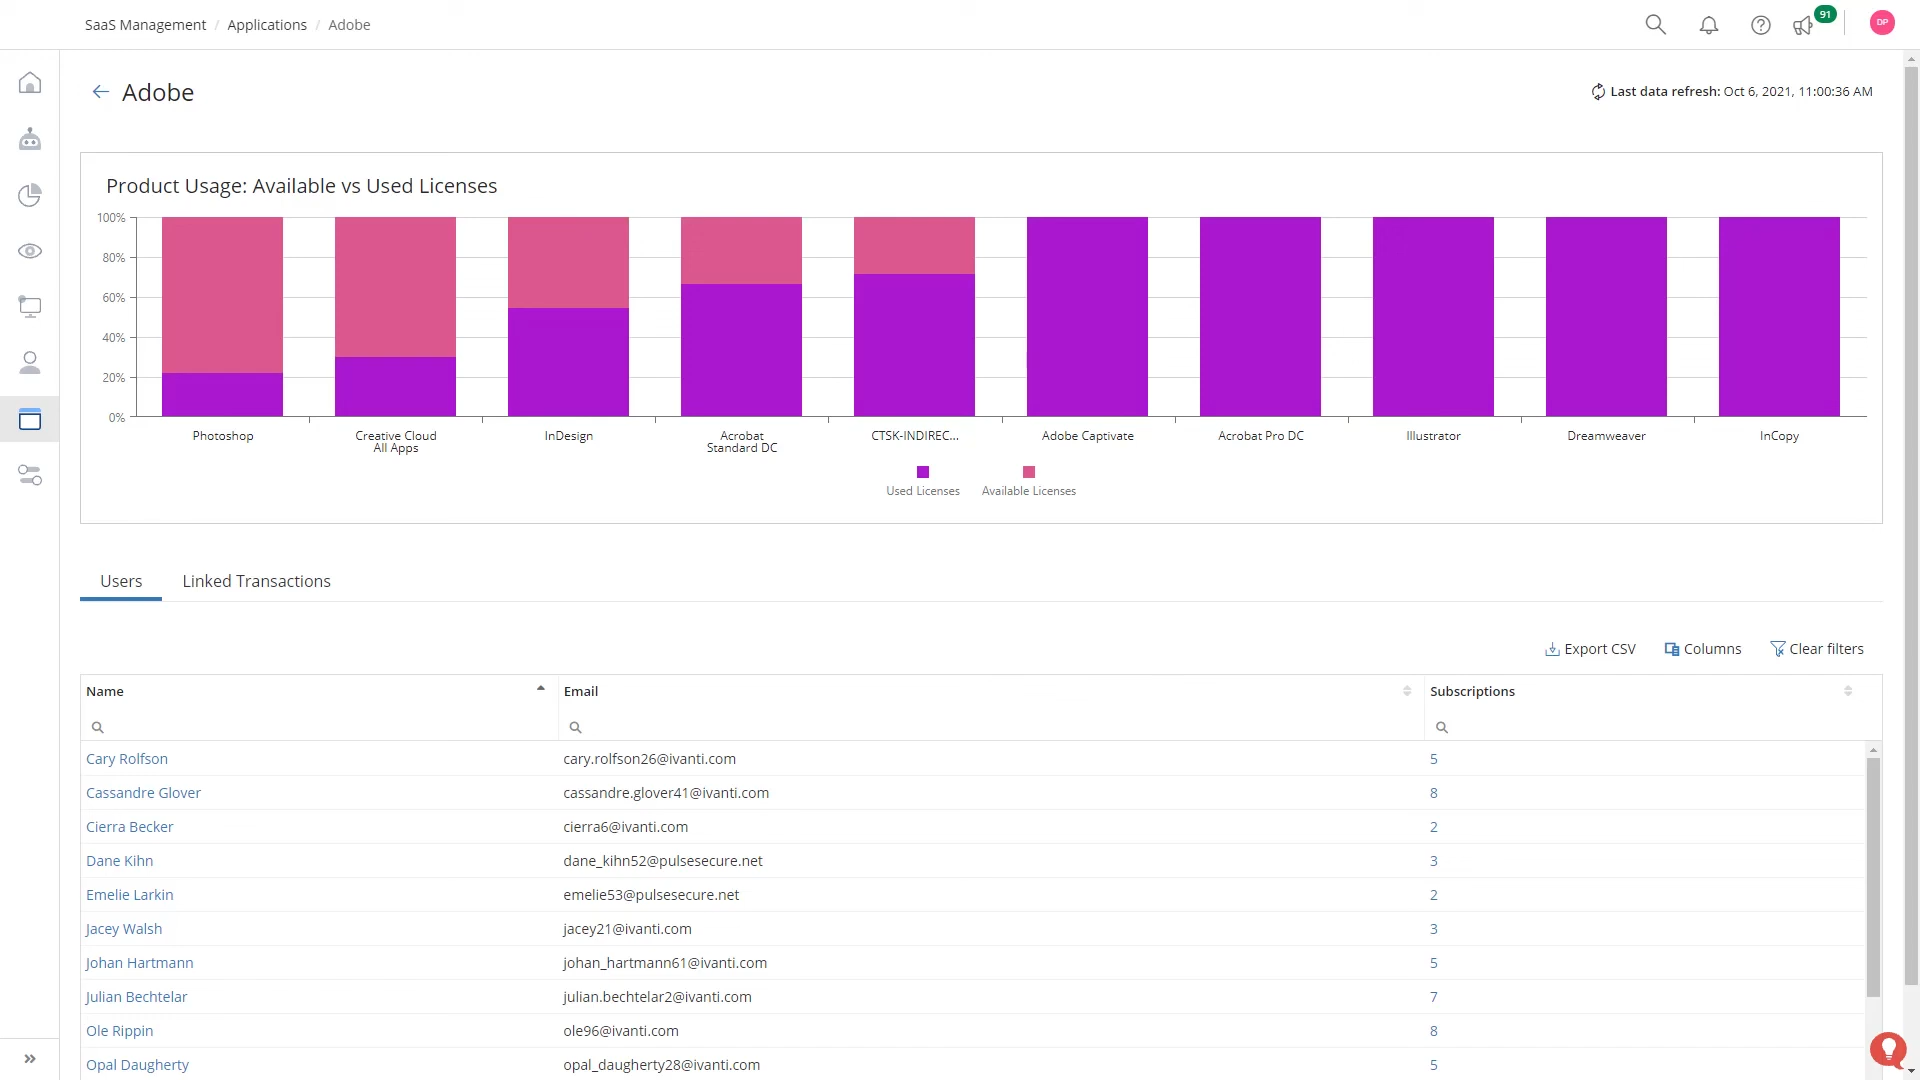 SaaS Management / Applications / Adobe
91
DP
Adobe
Last data refresh: Oct 6, 2021, 11:00:36 AM
Product Usage: Available vs Used Licenses
100%
80%
60%
40%
20%
0%
Photoshop
Creative Cloud
All Apps
InDesign
Acrobat
Standard DC
CTSK-INDIREC...
Adobe Captivate
Acrobat Pro DC
Illustrator
Dreamweaver
InCopy
Used Licenses
Available Licenses
Users
Linked Transactions
Export CSV
Columns
Clear filters
Name Email Subscriptions
Cary Rolfson cary.rolfson26@ivanti.com 5
Cassandre Glover cassandre.glover41@ivanti.com 8
Cierra Becker cierra6@ivanti.com 2
Dane Kihn dane_kihn52@pulsesecure.net 3
Emelie Larkin emelie53@pulsesecure.net 2
Jacey Walsh jacey21@ivanti.com 3
Johan Hartmann johan_hartmann61@ivanti.com 5
Julian Bechtelar julian.bechtelar2@ivanti.com 7
Ole Rippin ole96@ivanti.com 8
Opal Daugherty opal_daugherty28@ivanti.com 5